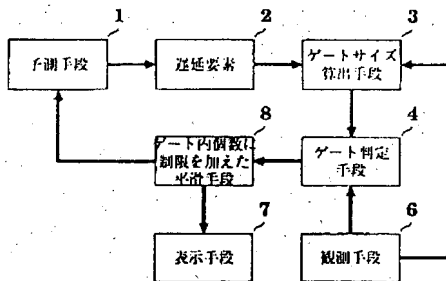 1
2
3
予測手段
遅延要素
ゲートサイズ
算出手段
8
4
ゲート内個数に
制限を加えた
平滑手段
ゲート判定
手段
7
6
表示手段
観測手段